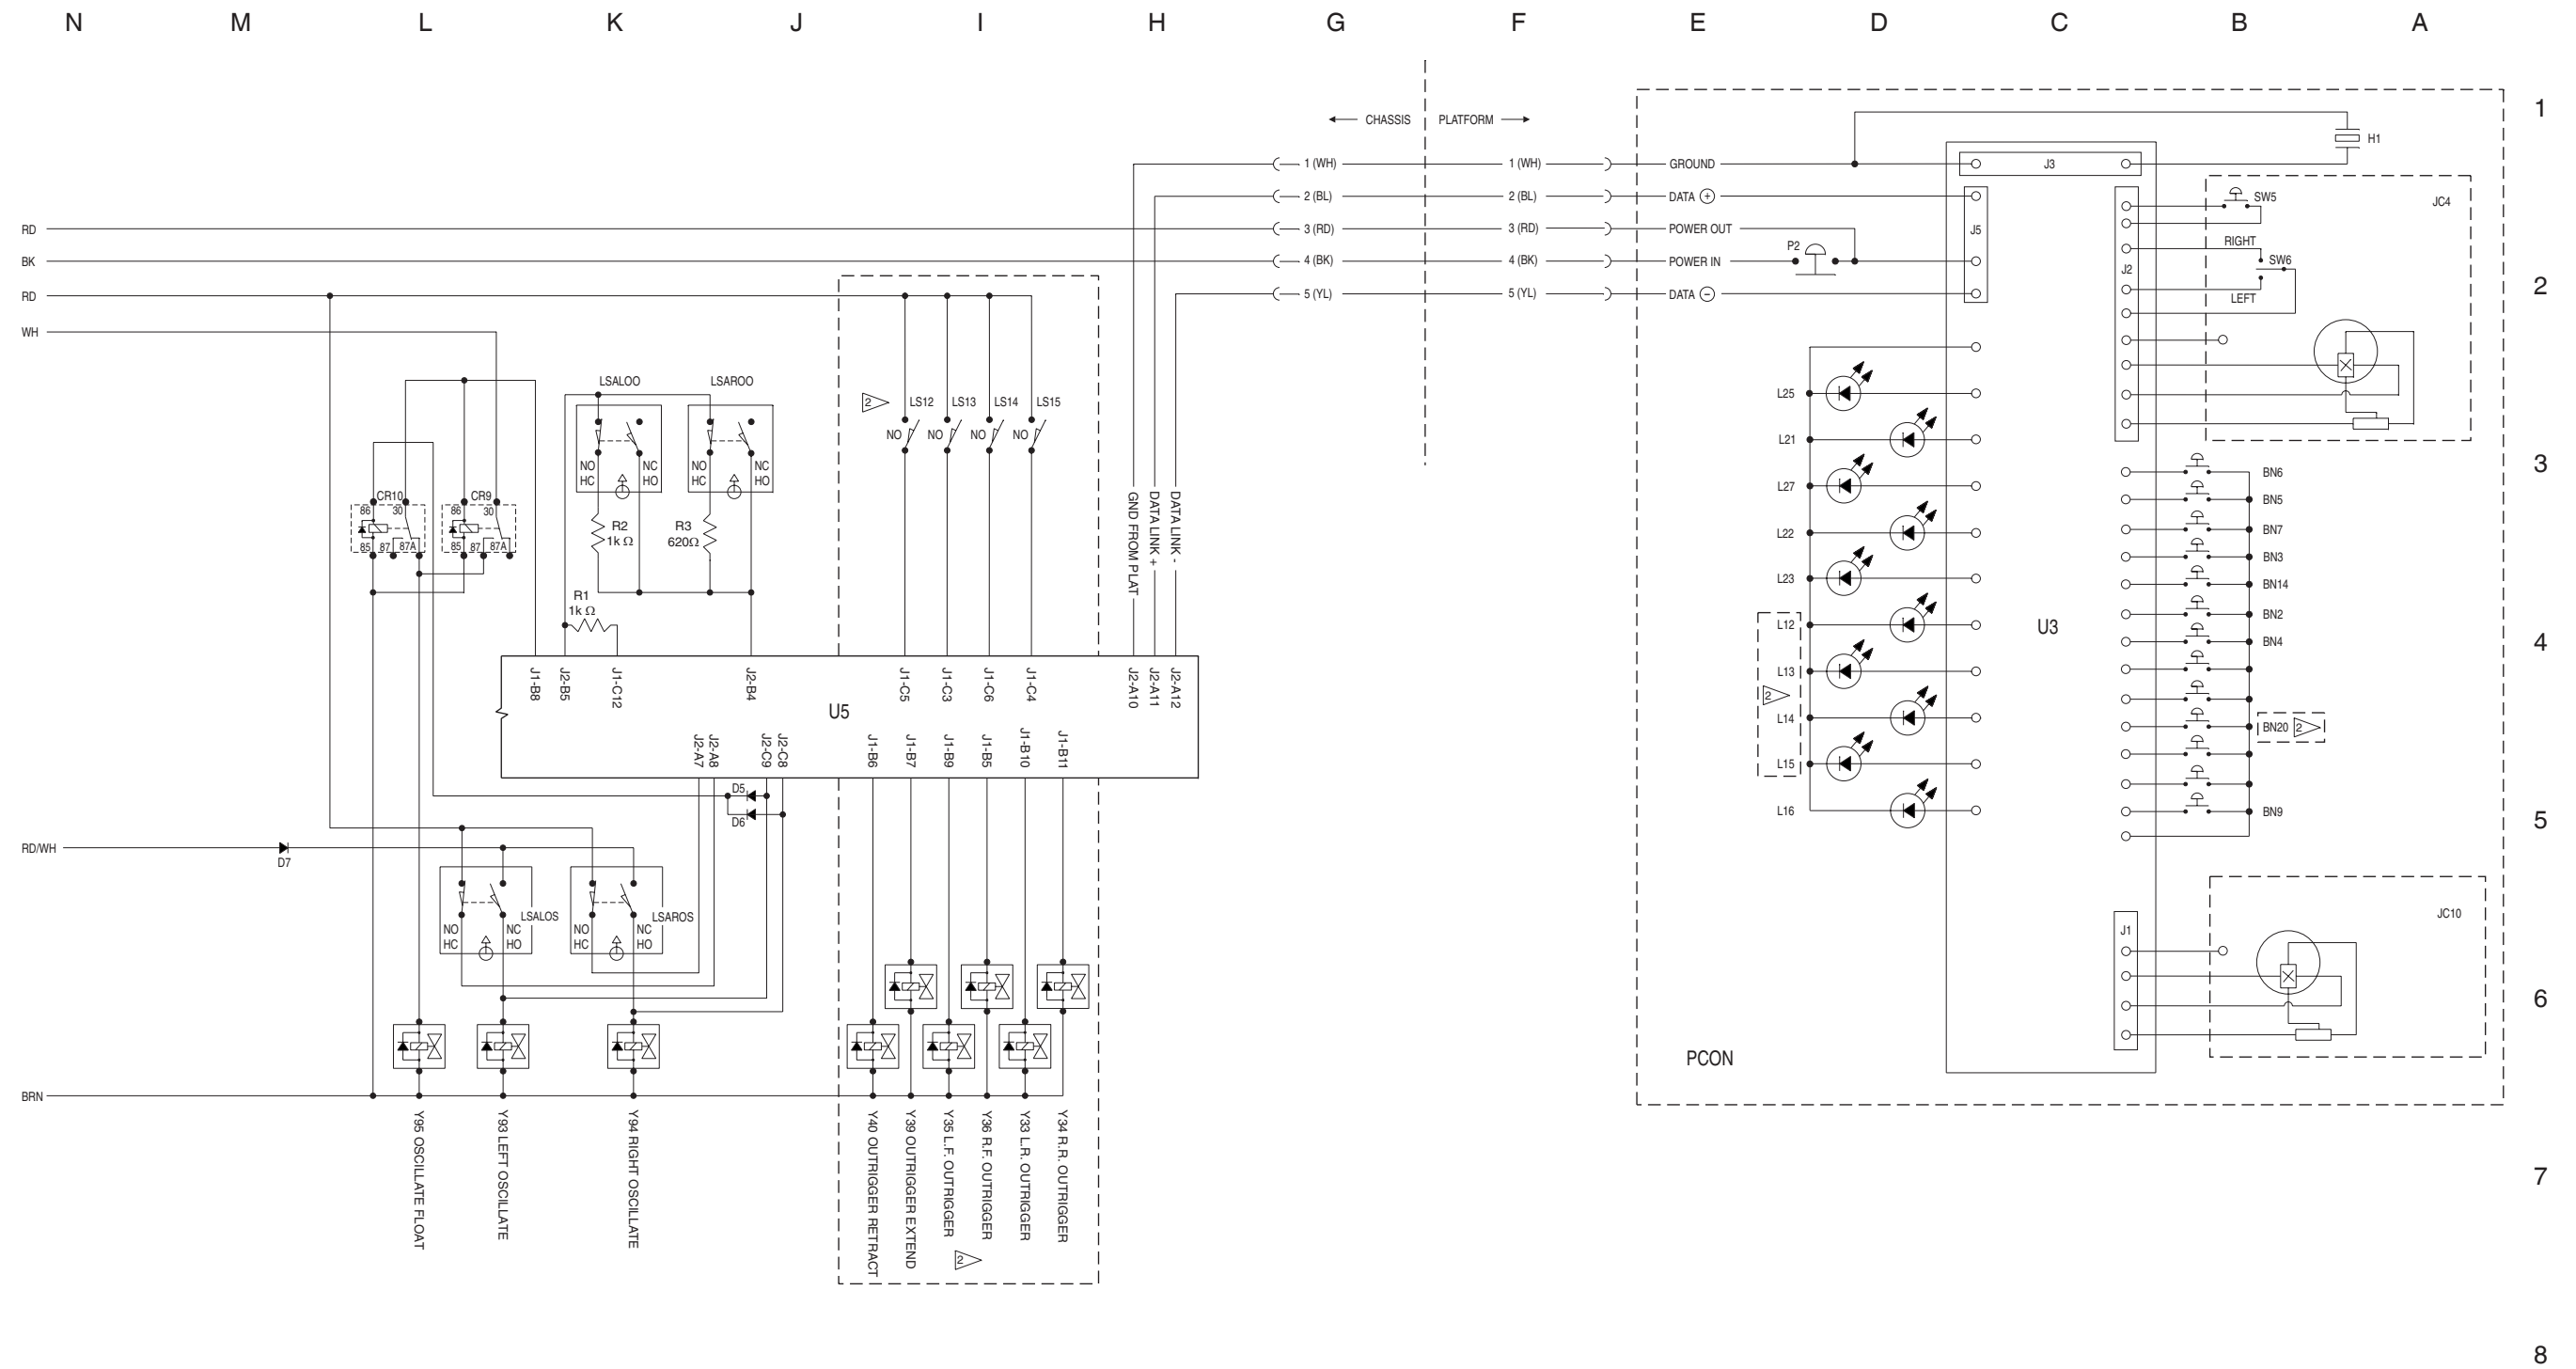 N M L K J I H G F E D C B A
1
CHASSIS PLATFORM
H1
1 (WH) 1 (WH) GROUND J3
2 (BL) 2 (BL) DATA +
SW5 JC4
RD 3 (RD) 3 (RD) POWER OUT J5
RIGHT
P2
BK 4 (BK) 4 (BK) POWER IN
SW6
J2
2
RD 5 (YL) 5 (YL) DATA −
LEFT
WH
LSALOO LSAROO
L25
2 LS12 LS13 LS14 LS15
NO NO NO NO
L21
NO NC NO NC
HC HO HC HO
3
BN6
L27
CR10 CR9
86 30 86 30
BN5
R2 R3
1k Ω 620Ω
BN7
L22
85 87 87A 85 87 87A
BN3
GND FROM PLAT
DATA LINK +
DATA LINK -
L23
BN14
R1
1k Ω
BN2
L12
U3
BN4
4
L13
J1-B8 J2-B5 J1-C12 J2-B4 J1-C5 J1-C3 J1-C6 J1-C4 J2-A10 J2-A11 J2-A12
2
U5
L14
BN20 2
J2-A7 J2-A8 J2-C9 J2-C8 J1-B6 J1-B7 J1-B9 J1-B5 J1-B10 J1-B11
L15
D5
L16
BN9
D6
5
RD/WH
D7
LSALOS LSAROS
JC10
NO NC NO NC
HC HO HC HO
J1
6
PCON
BRN
Y95 OSCILLATE FLOAT
Y93 LEFT OSCILLATE
Y94 RIGHT OSCILLATE
Y40 OUTRIGGER RETRACT
Y39 OUTRIGGER EXTEND
Y35 L.F. OUTRIGGER
Y36 R.F. OUTRIGGER
Y33 L.R. OUTRIGGER
Y34 R.R. OUTRIGGER
7
2
8